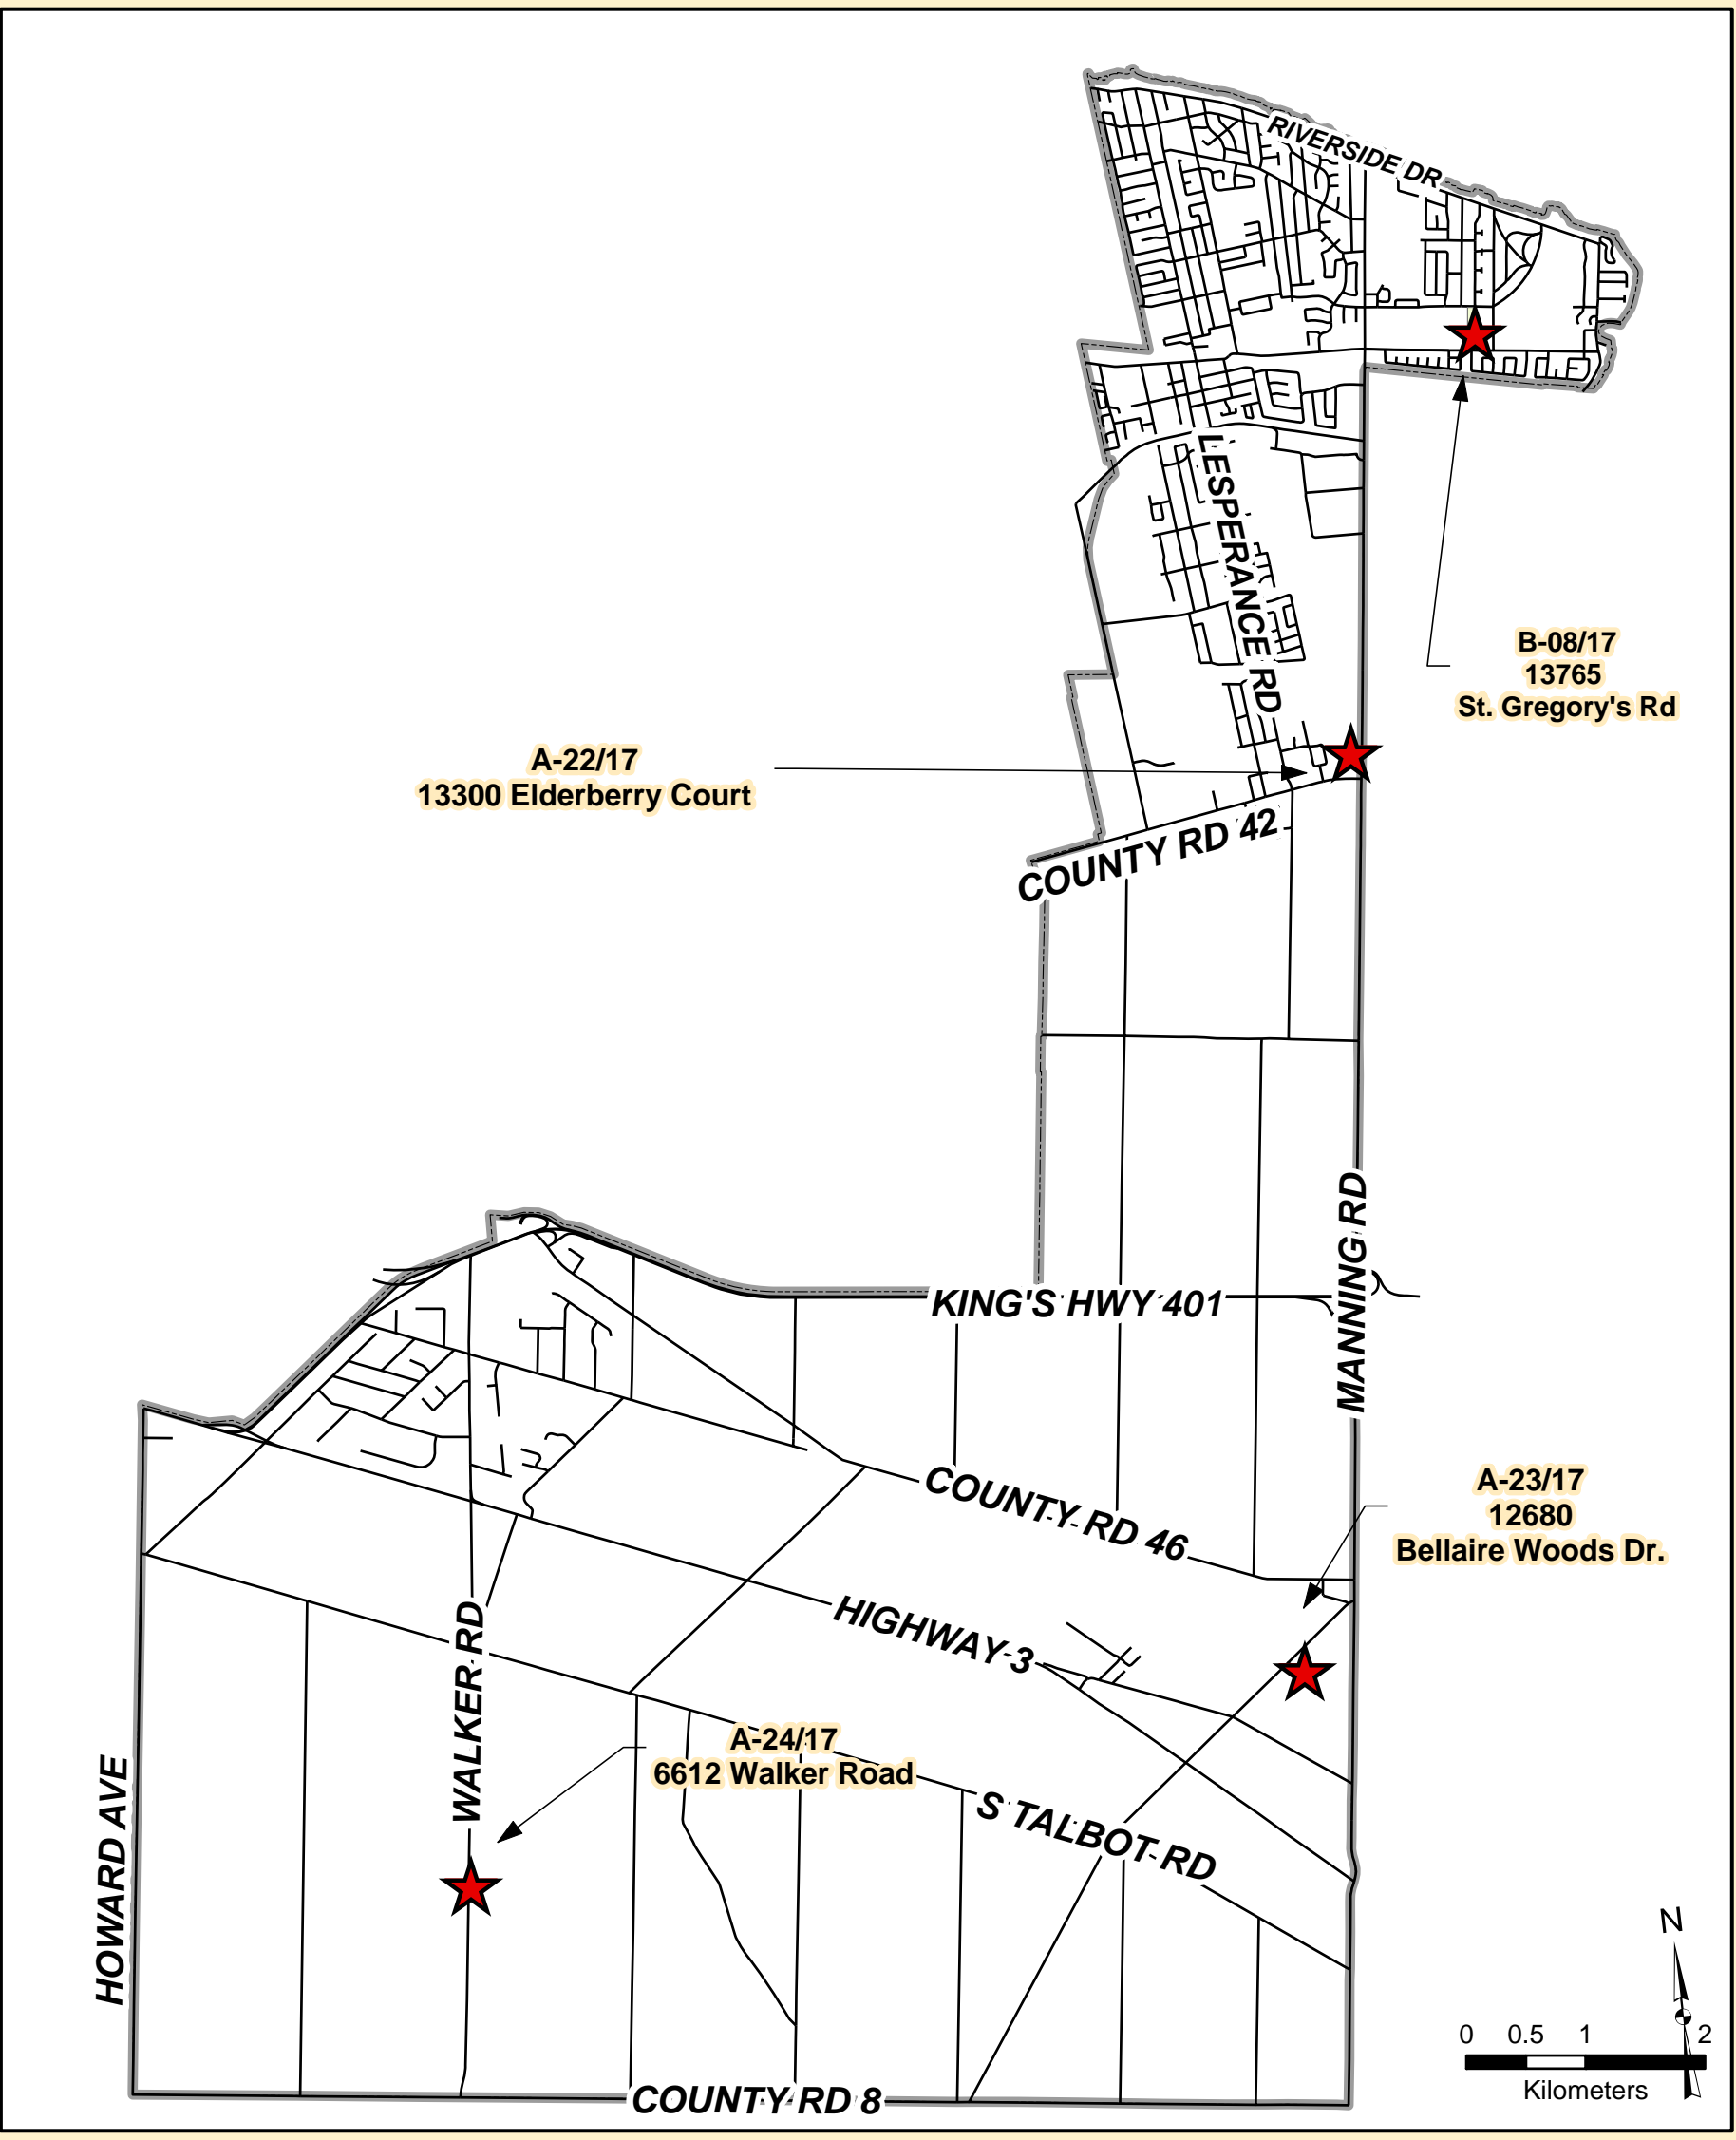 RIVERSIDE DR
LESPERANCE RD
B-08/17
13765
St. Gregory's Rd
A-22/17
13300 Elderberry Court
COUNTY RD 42
MANNING RD
KING'S HWY 401
COUNTY RD 46
A-23/17
12680
Bellaire Woods Dr.
HIGHWAY 3
WALKER RD
A-24/17
6612 Walker Road
HOWARD AVE
S TALBOT RD
N
0 0.5 1 2
Kilometers
COUNTY RD 8